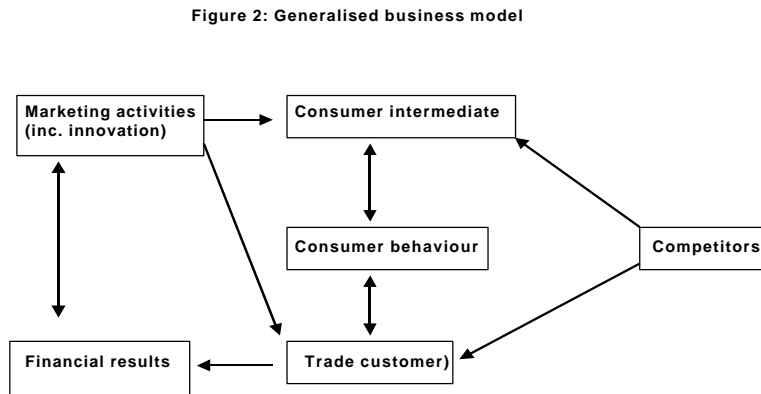 Figure 2: Generalised business model
Marketing activities
(inc. innovation)
Consumer intermediate
Consumer behaviour
Competitors
Financial results
Trade customer)